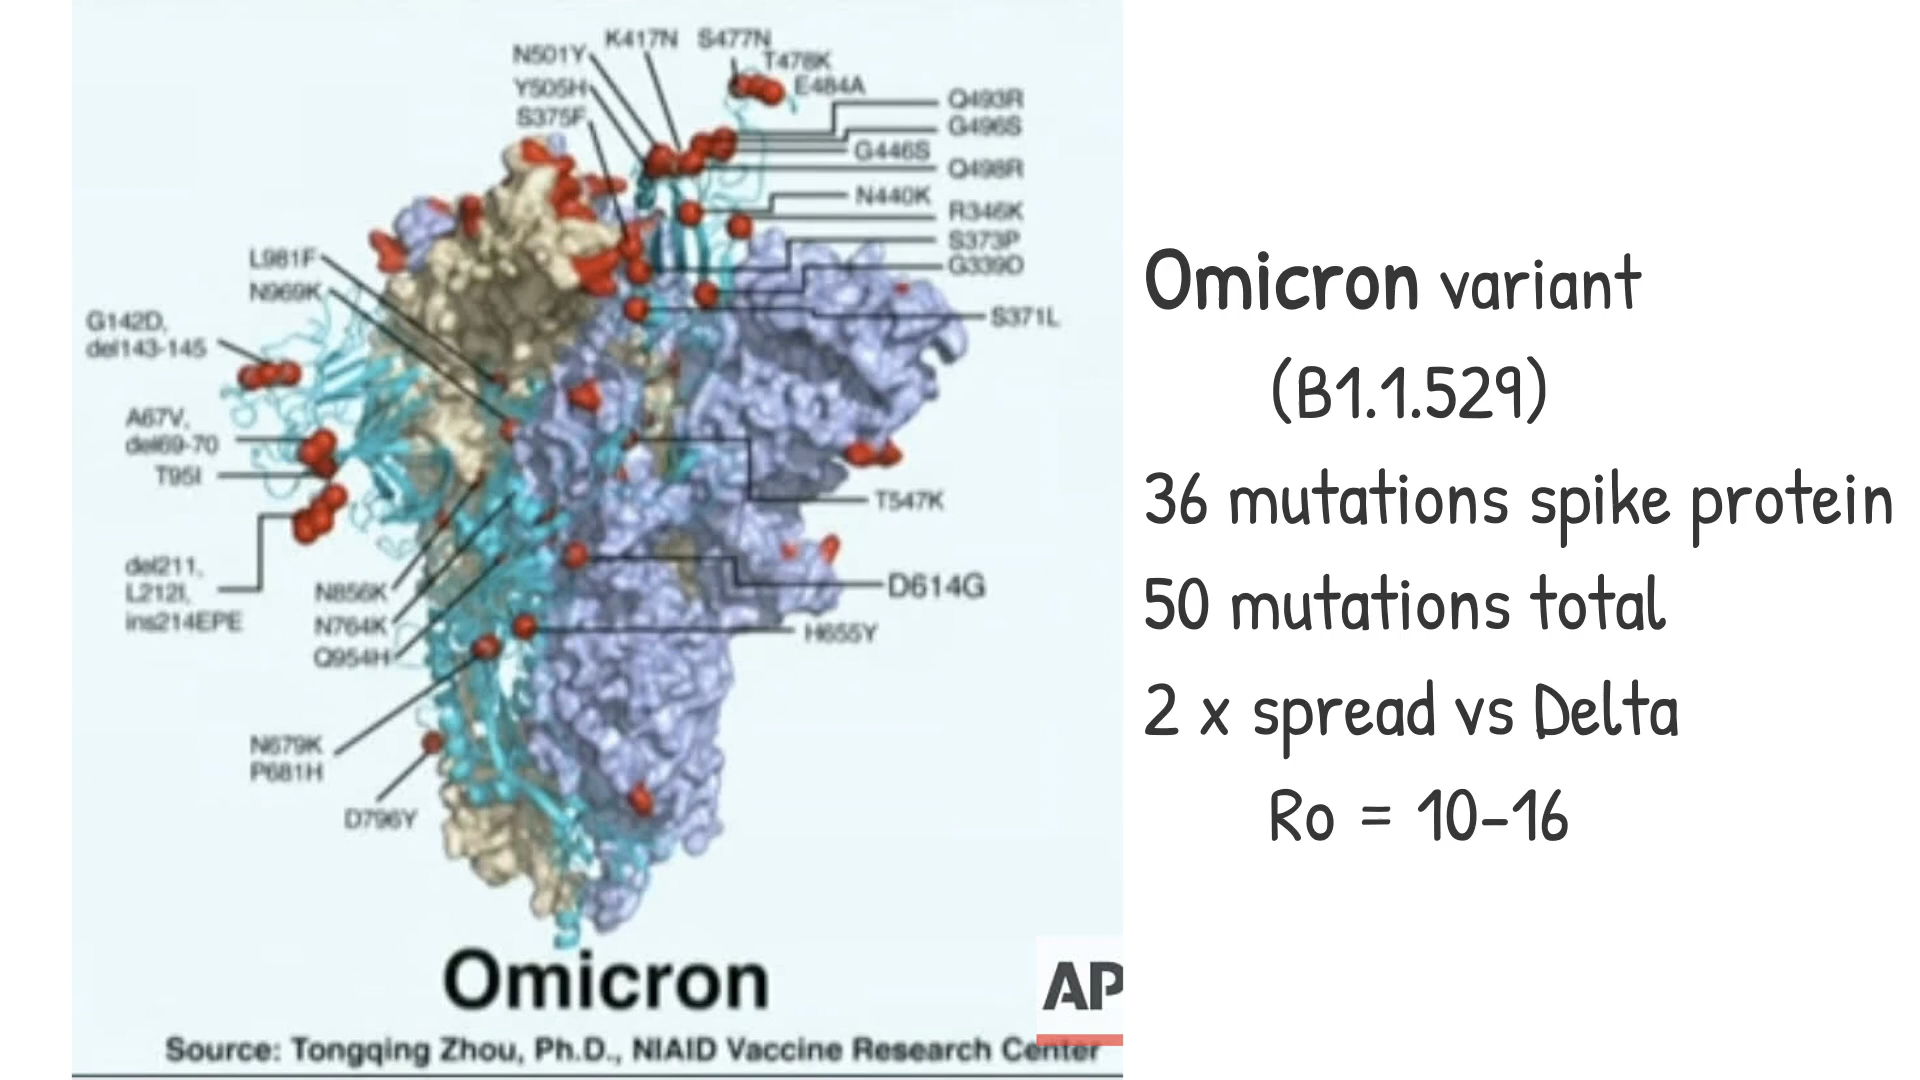 N501Y
K417N
S477N
T478K
Y505H
E484A
S375F
Q493R
G496S
G446S
Q498R
N440K
R346K
S373P
G339D
S371L
L981F
N969K
G142D,
del143-145
A67V,
del69-70
T95I
T547K
del211,
L212I,
ins214EPE
N856K
N764K
Q954H
D614G
H655Y
N679K
P681H
D796Y
Omicron
AP
Source: Tongqing Zhou, Ph.D., NIAID Vaccine Research Center
Omicron variant
(B1.1.529)
36 mutations spike protein
50 mutations total
2 x spread vs Delta
Ro = 10-16